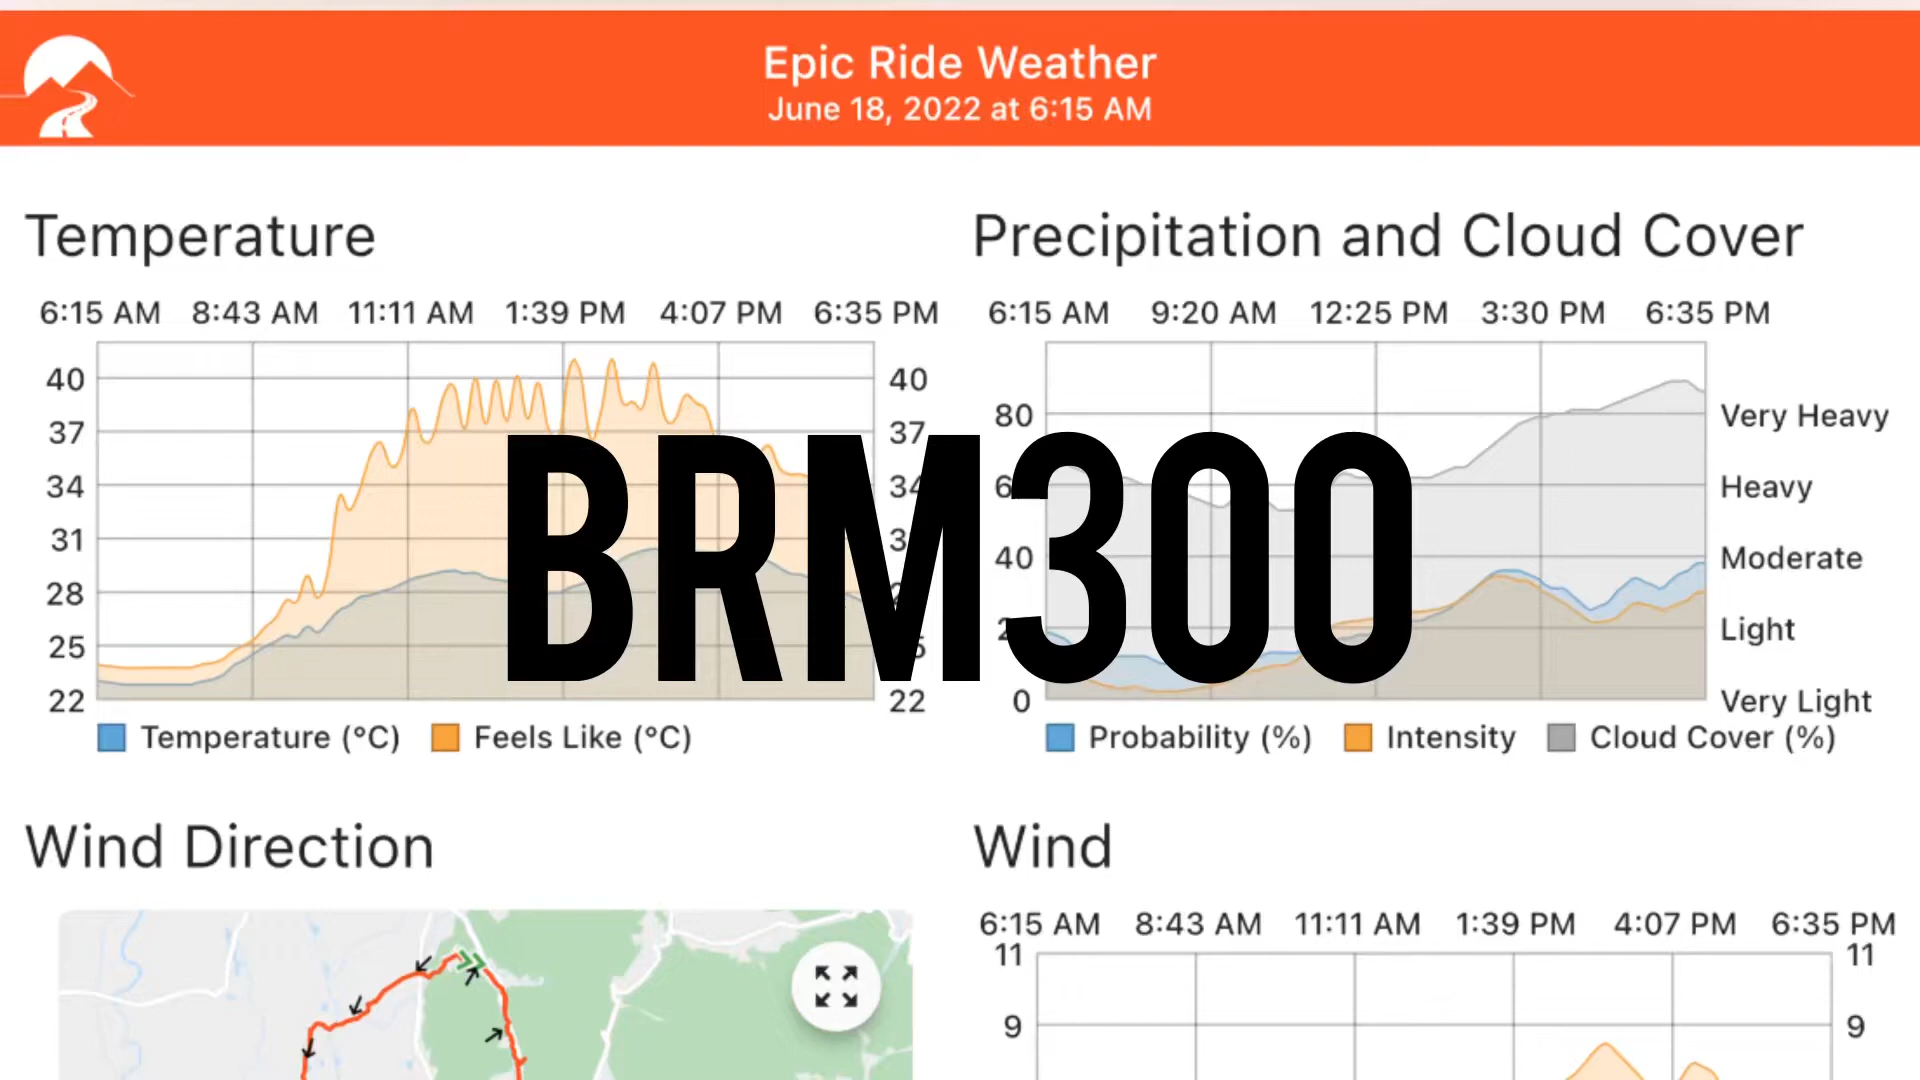 Epic Ride Weather
June 18, 2022 at 6:15 AM
Temperature
6:15 AM 8:43 AM 11:11 AM 1:39 PM 4:07 PM 6:35 PM
40 40
37 37
34
31
28
25
22 22
Temperature (°C) Feels Like (°C)
Precipitation and Cloud Cover
6:15 AM 9:20 AM 12:25 PM 3:30 PM 6:35 PM
80 Very Heavy
Heavy
40 Moderate
Light
0 Very Light
Probability (%) Intensity Cloud Cover (%)
BRM300
Wind Direction
Wind
6:15 AM 8:43 AM 11:11 AM 1:39 PM 4:07 PM 6:35 PM
11 11
9 9